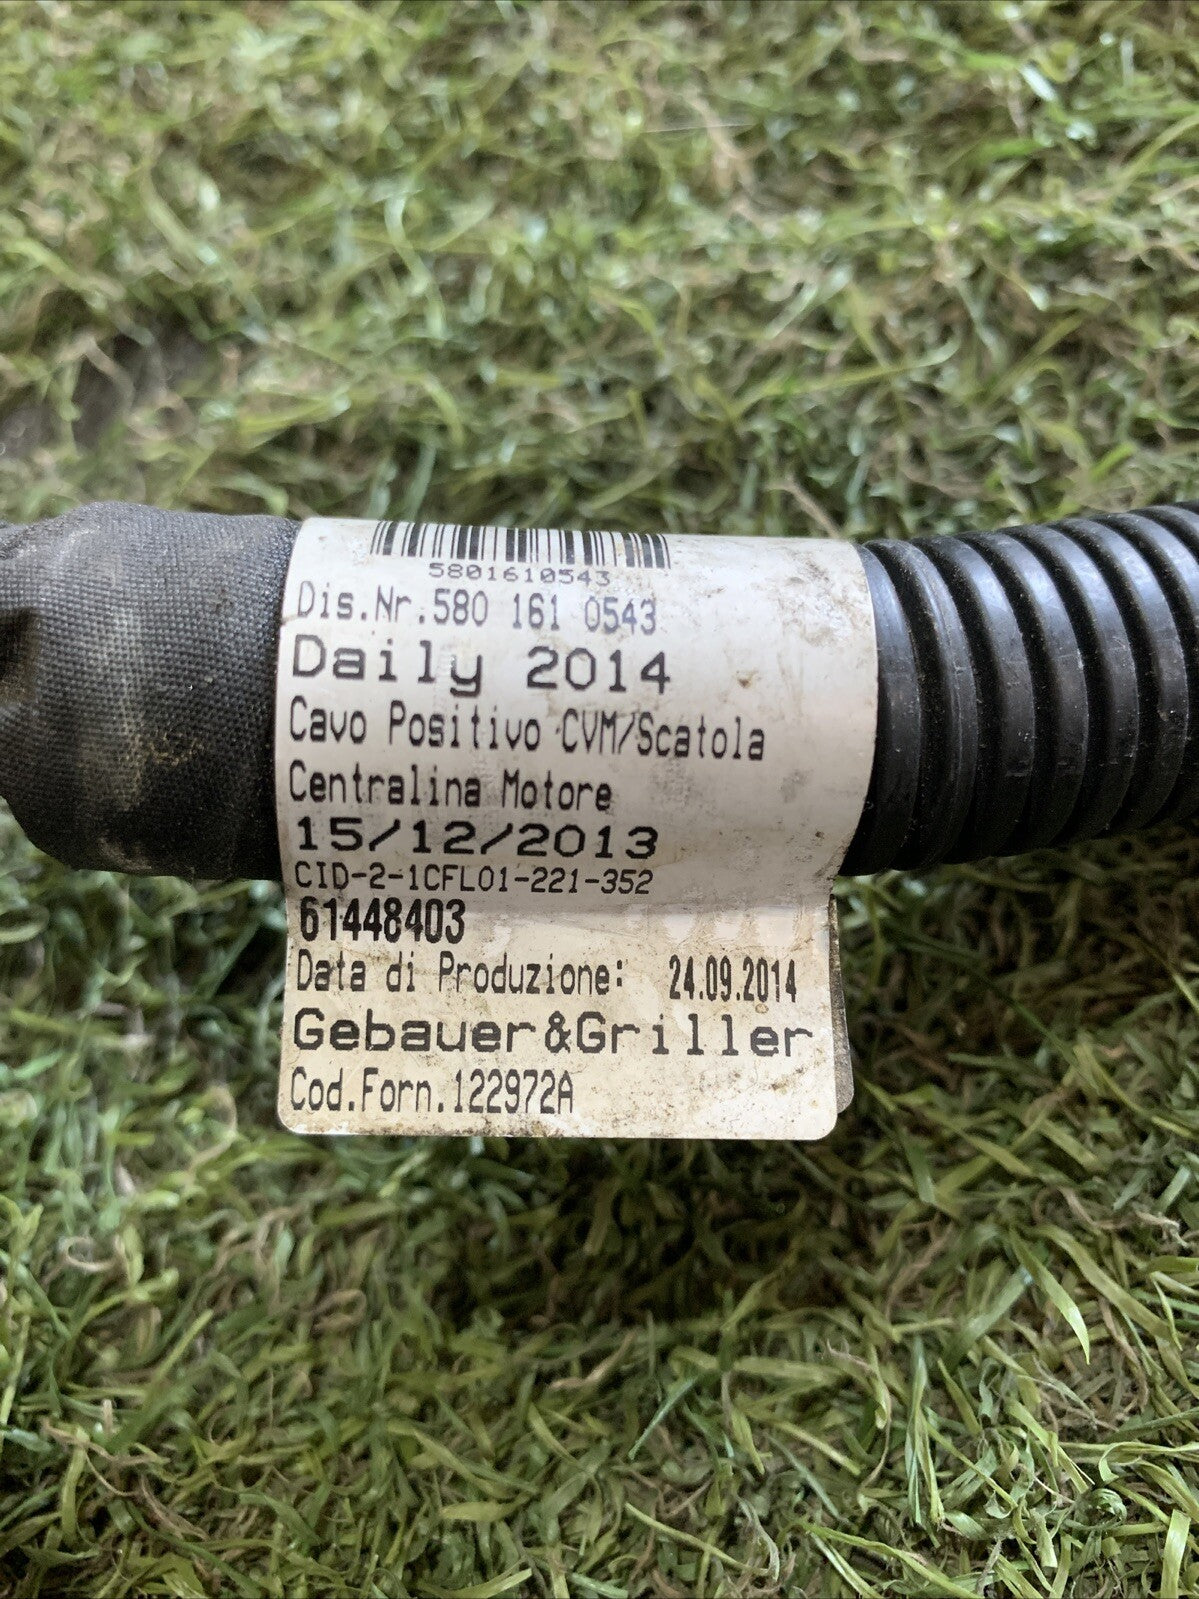 5801610543
Dis.Nr.580 161 0543
Daily 2014
Cavo Positivo CVM/Scatola
Centralina Motore
15/12/2013
CID-2-1CFL01-221-352
61448403
Data di Produzione: 24.09.2014
Gebauer&Griller
Cod.Forn.122972A